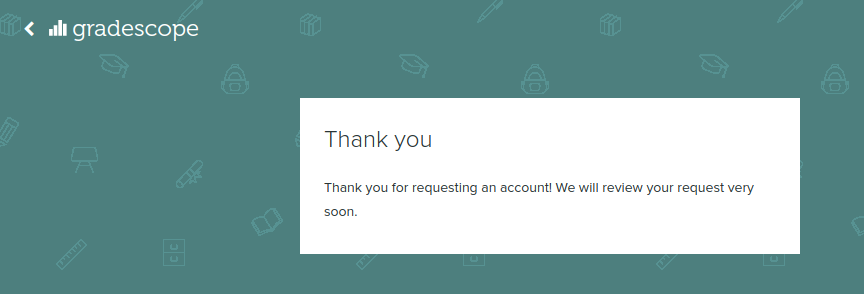 gradescope
Thank you
Thank you for requesting an account! We will review your request very
soon.